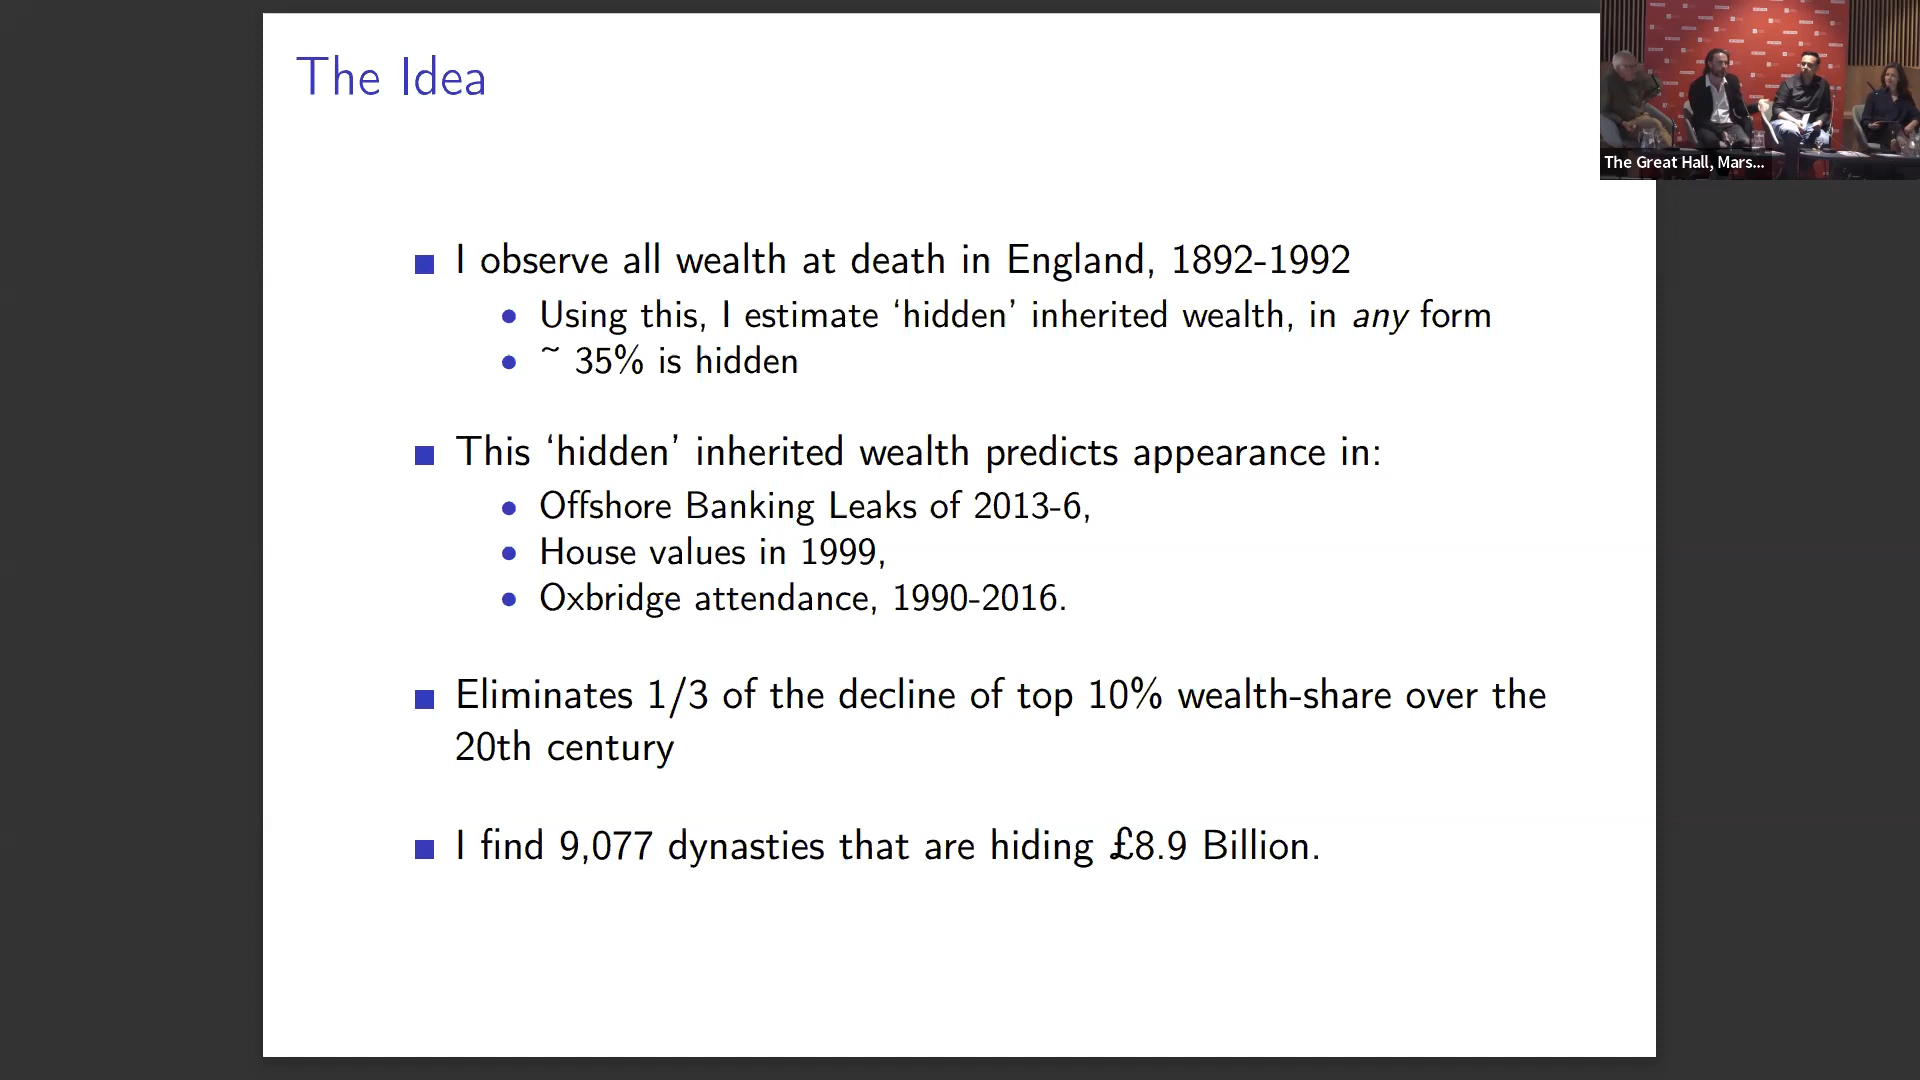 The Idea
The Great Hall, Mars...
■ I observe all wealth at death in England, 1892-1992
• Using this, I estimate ‘hidden’ inherited wealth, in any form
• ~ 35% is hidden
■ This ‘hidden’ inherited wealth predicts appearance in:
• Offshore Banking Leaks of 2013-6,
• House values in 1999,
• Oxbridge attendance, 1990-2016.
■ Eliminates 1/3 of the decline of top 10% wealth-share over the
20th century
■ I find 9,077 dynasties that are hiding £8.9 Billion.